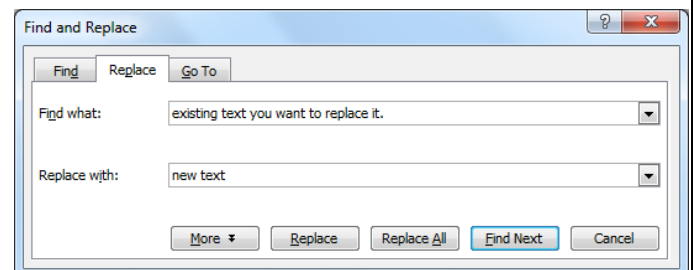 Find and Replace
Find Replace Go To
Find what: existing text you want to replace it.
Replace with: new text
More Replace Replace All Find Next Cancel